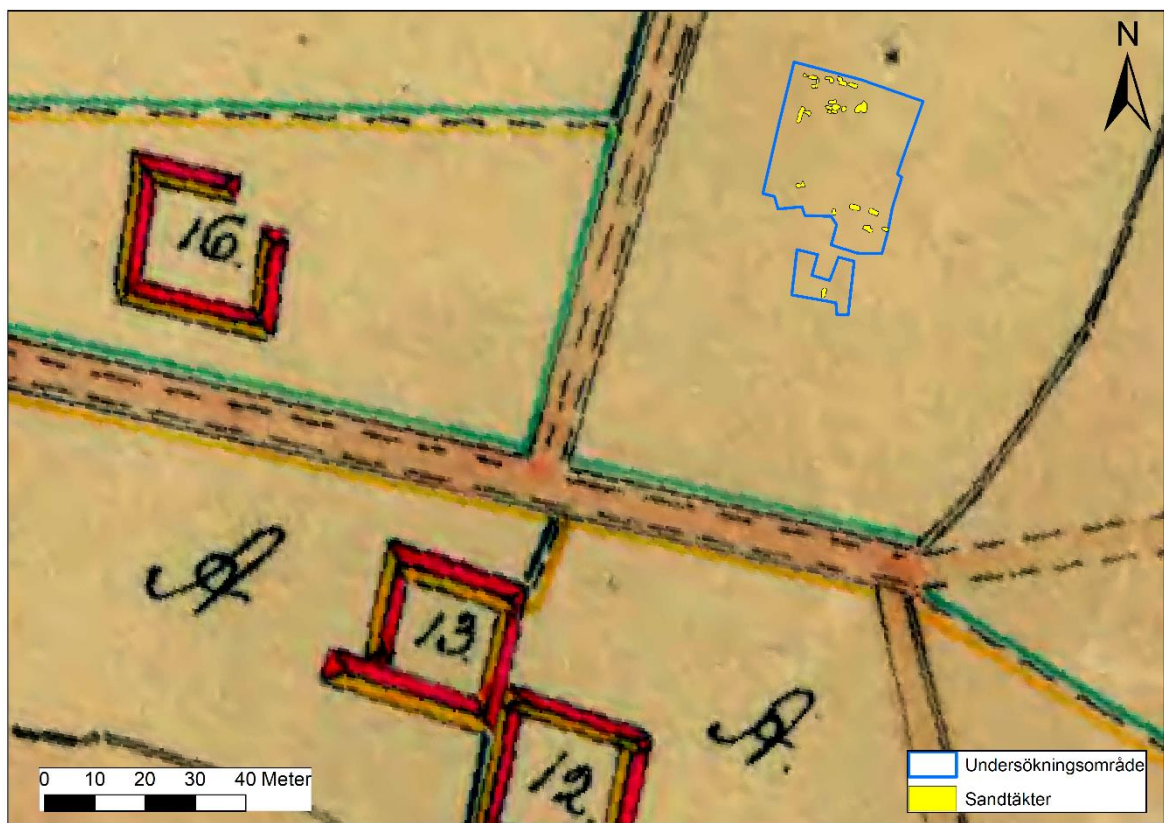 N
16.
A.
13.
A.
12.
0 10 20 30 40 Meter
Undersökningsområde
Sandtäkter